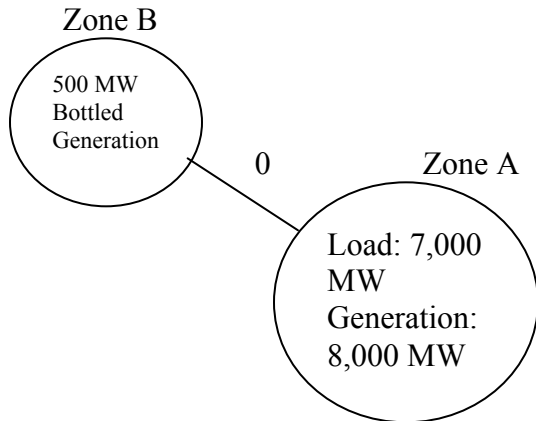 Zone B
500 MW
Bottled
Generation
0
Zone A
Load: 7,000
MW
Generation:
8,000 MW